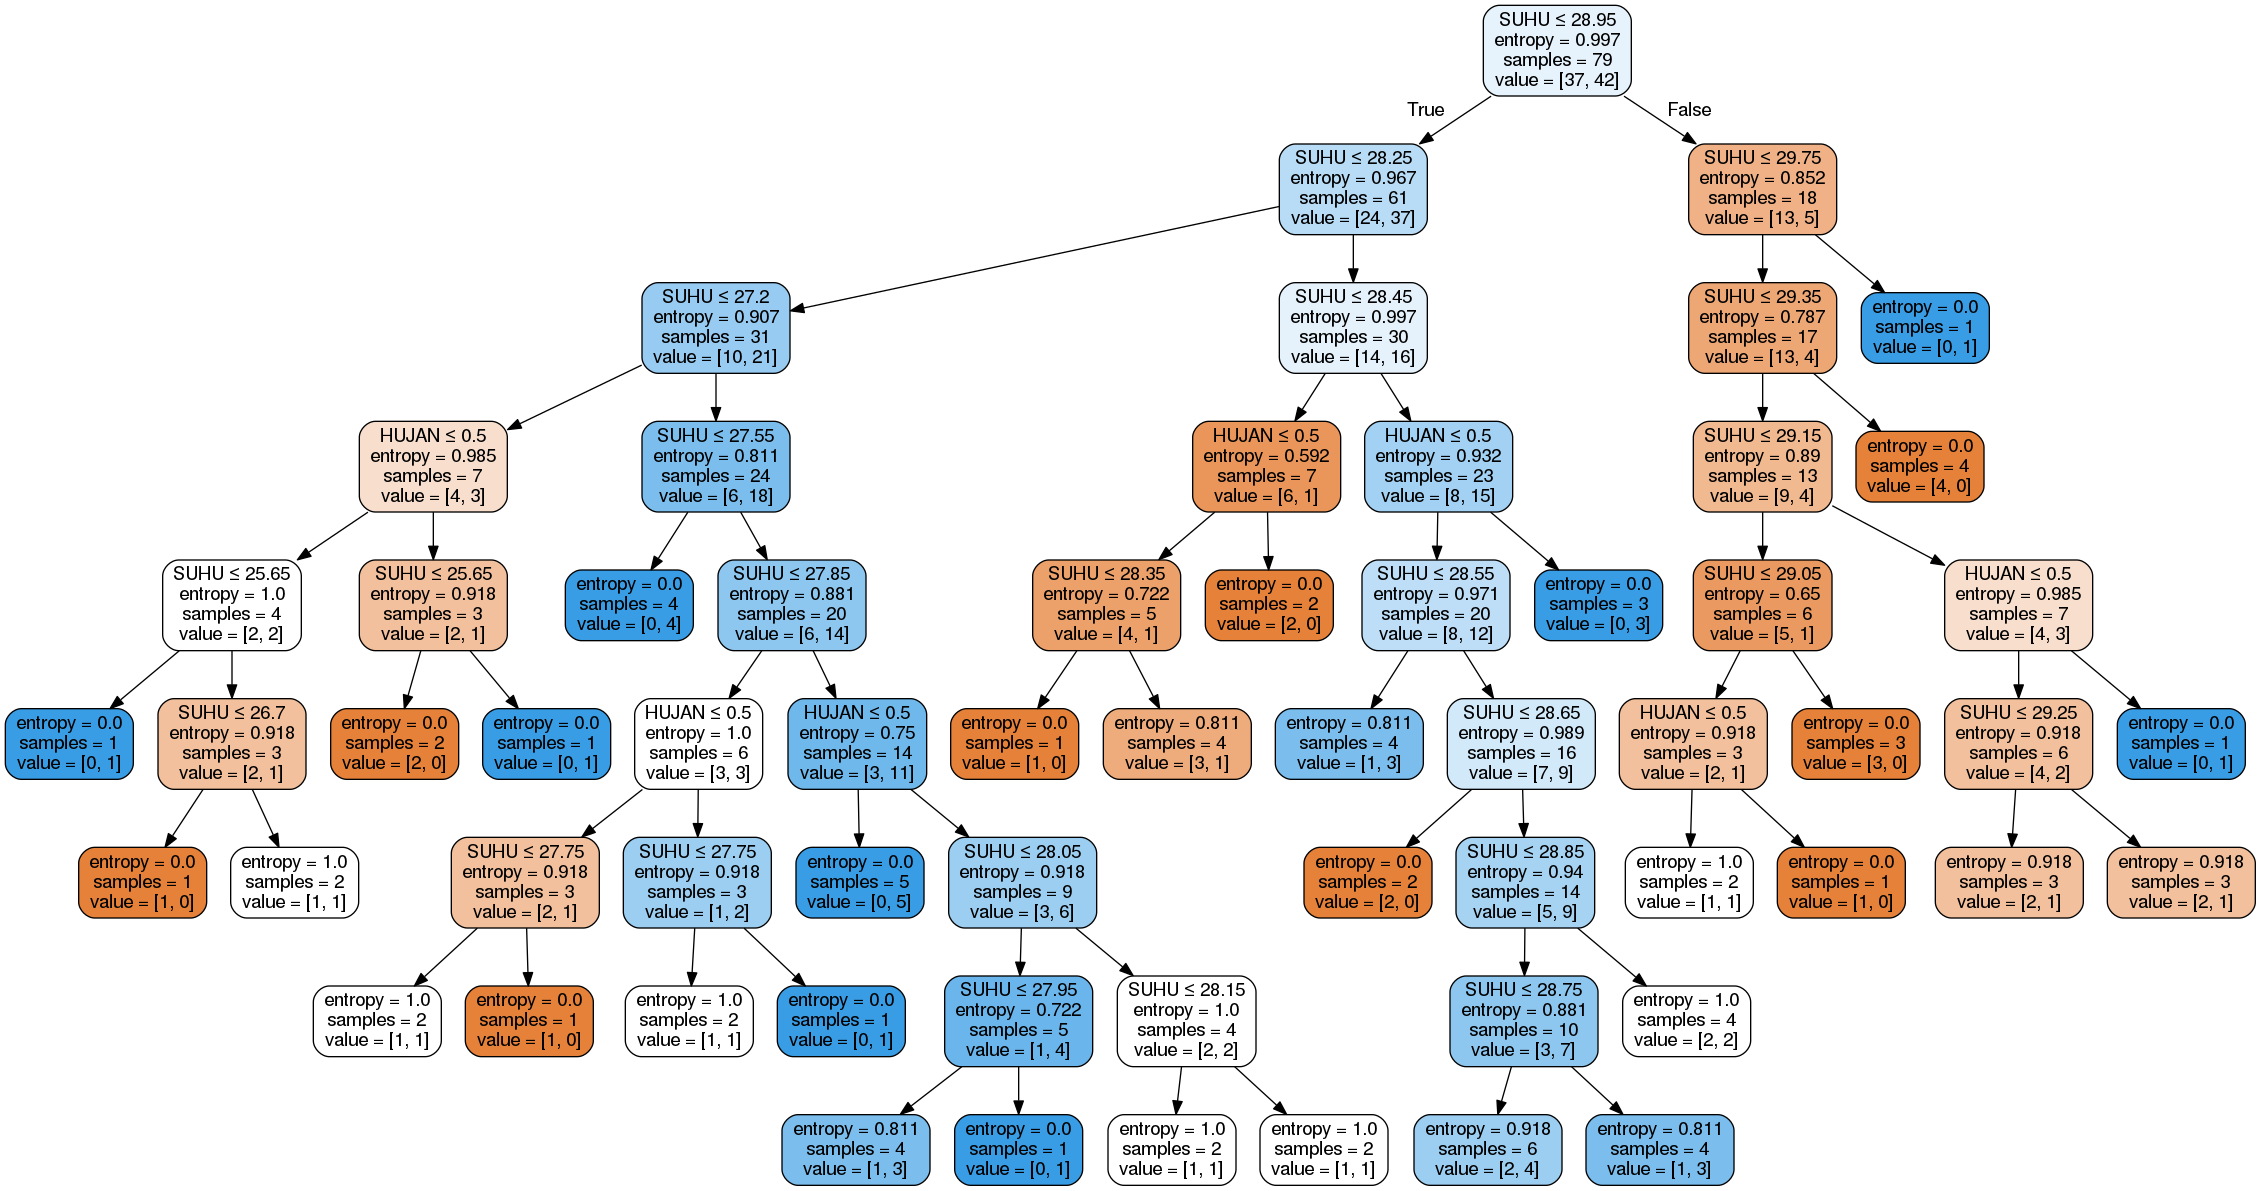 SUHU ≤ 28.95
entropy = 0.997
samples = 79
value = [37, 42]
True
False
SUHU ≤ 28.25
entropy = 0.967
samples = 61
value = [24, 37]
SUHU ≤ 29.75
entropy = 0.852
samples = 18
value = [13, 5]
SUHU ≤ 27.2
entropy = 0.907
samples = 31
value = [10, 21]
SUHU ≤ 28.45
entropy = 0.997
samples = 30
value = [14, 16]
SUHU ≤ 29.35
entropy = 0.787
samples = 17
value = [13, 4]
entropy = 0.0
samples = 1
value = [0, 1]
HUJAN ≤ 0.5
entropy = 0.985
samples = 7
value = [4, 3]
SUHU ≤ 27.55
entropy = 0.811
samples = 24
value = [6, 18]
HUJAN ≤ 0.5
entropy = 0.592
samples = 7
value = [6, 1]
HUJAN ≤ 0.5
entropy = 0.932
samples = 23
value = [8, 15]
SUHU ≤ 29.15
entropy = 0.89
samples = 13
value = [9, 4]
entropy = 0.0
samples = 4
value = [4, 0]
SUHU ≤ 25.65
entropy = 1.0
samples = 4
value = [2, 2]
SUHU ≤ 25.65
entropy = 0.918
samples = 3
value = [2, 1]
entropy = 0.0
samples = 4
value = [0, 4]
SUHU ≤ 27.85
entropy = 0.881
samples = 20
value = [6, 14]
SUHU ≤ 28.35
entropy = 0.722
samples = 5
value = [4, 1]
entropy = 0.0
samples = 2
value = [2, 0]
SUHU ≤ 28.55
entropy = 0.971
samples = 20
value = [8, 12]
entropy = 0.0
samples = 3
value = [0, 3]
SUHU ≤ 29.05
entropy = 0.65
samples = 6
value = [5, 1]
HUJAN ≤ 0.5
entropy = 0.985
samples = 7
value = [4, 3]
entropy = 0.0
samples = 1
value = [0, 1]
SUHU ≤ 26.7
entropy = 0.918
samples = 3
value = [2, 1]
entropy = 0.0
samples = 2
value = [2, 0]
entropy = 0.0
samples = 1
value = [0, 1]
HUJAN ≤ 0.5
entropy = 1.0
samples = 6
value = [3, 3]
HUJAN ≤ 0.5
entropy = 0.75
samples = 14
value = [3, 11]
entropy = 0.0
samples = 1
value = [1, 0]
entropy = 0.811
samples = 4
value = [3, 1]
entropy = 0.811
samples = 4
value = [1, 3]
SUHU ≤ 28.65
entropy = 0.989
samples = 16
value = [7, 9]
HUJAN ≤ 0.5
entropy = 0.918
samples = 3
value = [2, 1]
entropy = 0.0
samples = 3
value = [3, 0]
SUHU ≤ 29.25
entropy = 0.918
samples = 6
value = [4, 2]
entropy = 0.0
samples = 1
value = [0, 1]
entropy = 0.0
samples = 1
value = [1, 0]
entropy = 1.0
samples = 2
value = [1, 1]
SUHU ≤ 27.75
entropy = 0.918
samples = 3
value = [2, 1]
SUHU ≤ 27.75
entropy = 0.918
samples = 3
value = [1, 2]
entropy = 0.0
samples = 5
value = [0, 5]
SUHU ≤ 28.05
entropy = 0.918
samples = 9
value = [3, 6]
entropy = 0.0
samples = 2
value = [2, 0]
SUHU ≤ 28.85
entropy = 0.94
samples = 14
value = [5, 9]
entropy = 1.0
samples = 2
value = [1, 1]
entropy = 0.0
samples = 1
value = [1, 0]
entropy = 0.918
samples = 3
value = [2, 1]
entropy = 0.918
samples = 3
value = [2, 1]
entropy = 1.0
samples = 2
value = [1, 1]
entropy = 0.0
samples = 1
value = [1, 0]
entropy = 1.0
samples = 2
value = [1, 1]
entropy = 0.0
samples = 1
value = [0, 1]
SUHU ≤ 27.95
entropy = 0.722
samples = 5
value = [1, 4]
SUHU ≤ 28.15
entropy = 1.0
samples = 4
value = [2, 2]
SUHU ≤ 28.75
entropy = 0.881
samples = 10
value = [3, 7]
entropy = 1.0
samples = 4
value = [2, 2]
entropy = 0.811
samples = 4
value = [1, 3]
entropy = 0.0
samples = 1
value = [0, 1]
entropy = 1.0
samples = 2
value = [1, 1]
entropy = 1.0
samples = 2
value = [1, 1]
entropy = 0.918
samples = 6
value = [2, 4]
entropy = 0.811
samples = 4
value = [1, 3]